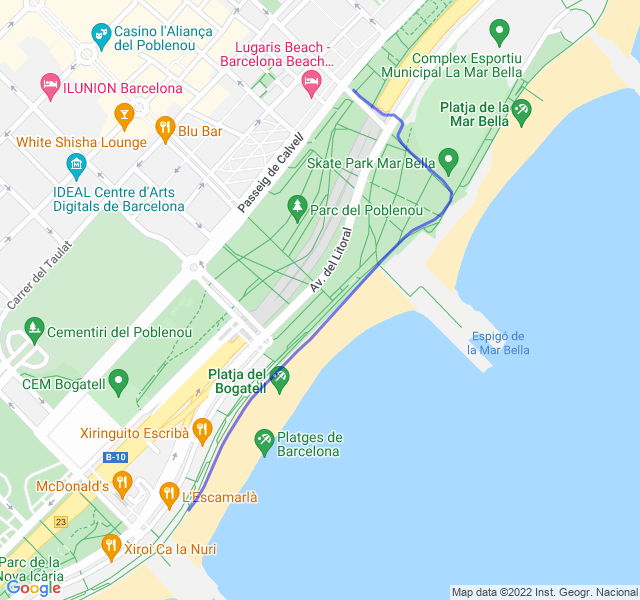 Casino l'Aliança
del Poblenou
Lugaris Beach -
Barcelona Beach...
Complex Esportiu
Municipal La Mar Bella
ILUNION Barcelona
Platja de la
Mar Bella
White Shisha Lounge
Blu Bar
Passeig de Calvell
Skate Park Mar Bella
IDEAL Centre d'Arts
Digitals de Barcelona
Parc del Poblenou
Carrer del Taulat
Av. del Litoral
Cementiri del Poblenou
Espigó de
la Mar Bella
CEM Bogatell
Platja del
Bogatell
Xiringuito Escribà
Platges de
Barcelona
B-10
McDonald's
L'Escamarlà
23
Xiroi Ca la Nuri
Parc de la
Nova Icària
Google
Map data ©2022 Inst. Geogr. Nacional